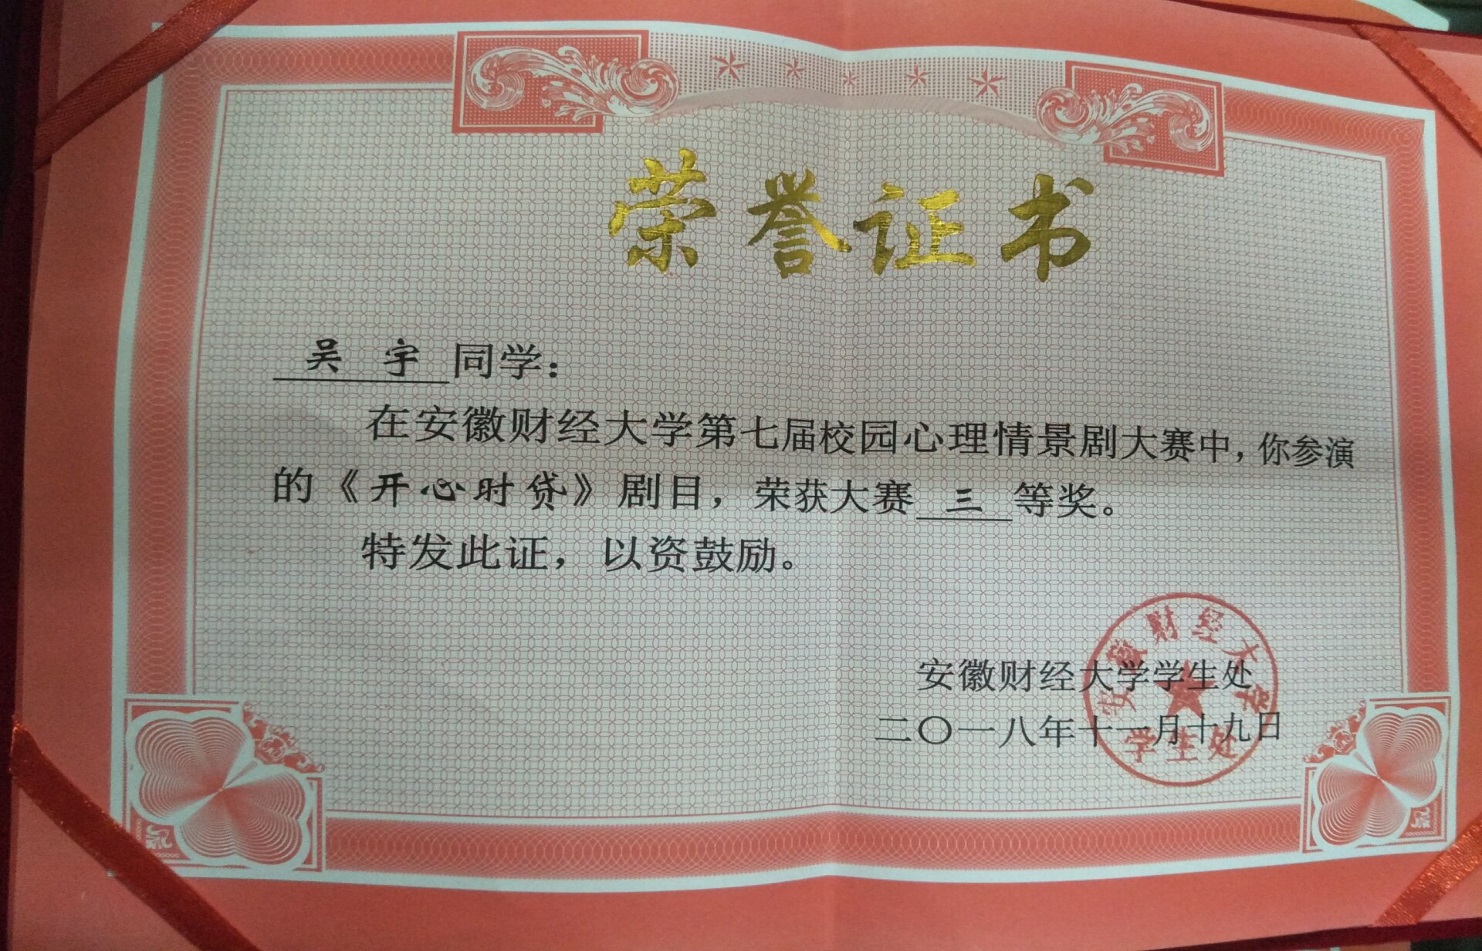 荣誉证书
吴 宇 同学：
在安徽财经大学第七届校园心理情景剧大赛中，你参演
的《开心时贷》剧目，荣获大赛 三 等奖。
特发此证，以资鼓励。
安徽财经大学学生处
二〇一八年十一月十九日
安徽财经大学
学生处